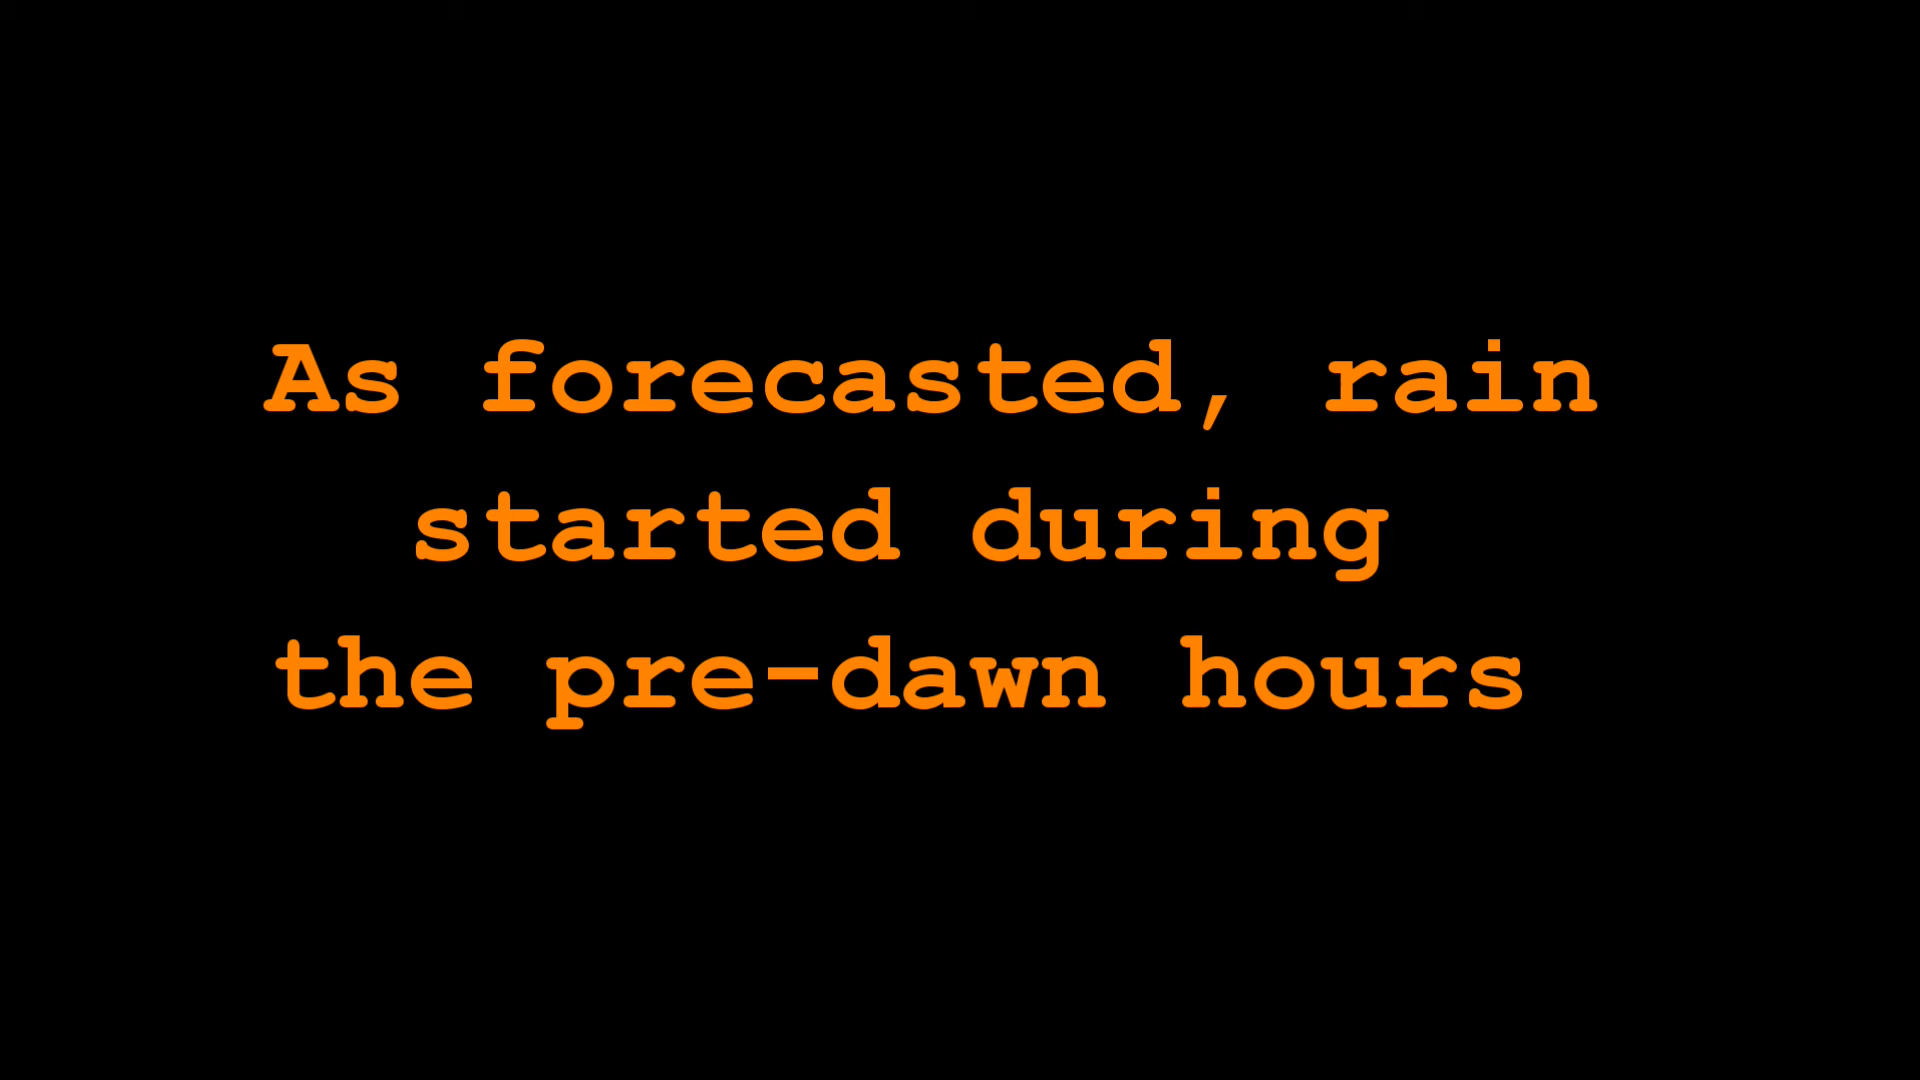 As forecasted, rain
started during
the pre-dawn hours